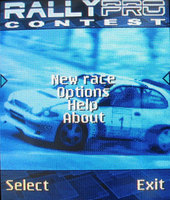 RALLY PRO
CONTEST
New race
Options
Help
About
Select Exit